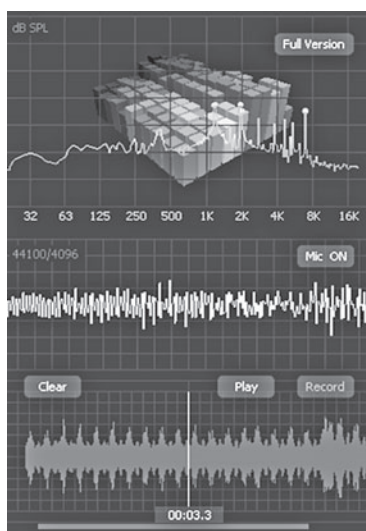 dB SPL
Full Version
32 63 125 250 500 1K 2K 4K 8K 16K
44100/4096
Mic ON
Clear Play Record
00:03.3